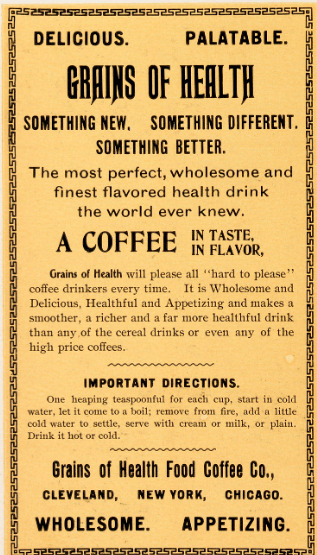 DELICIOUS. PALATABLE.
GRAINS OF HEALTH
SOMETHING NEW, SOMETHING DIFFERENT.
SOMETHING BETTER.
The most perfect, wholesome and
finest flavored health drink
the world ever knew.
A COFFEE IN TASTE,
IN FLAVOR,
Grains of Health will please all "hard to please"
coffee drinkers every time. It is Wholesome and
Delicious, Healthful and Appetizing and makes a
smoother, a richer and a far more healthful drink
than any of the cereal drinks or even any of the
high price coffees.
IMPORTANT DIRECTIONS.
One heaping teaspoonful for each cup, start in cold
water, let it come to a boil; remove from fire, add a little
cold water to settle, serve with cream or milk, or plain.
Drink it hot or cold.
Grains of Health Food Coffee Co.,
CLEVELAND, NEW YORK, CHICAGO.
WHOLESOME. APPETIZING.